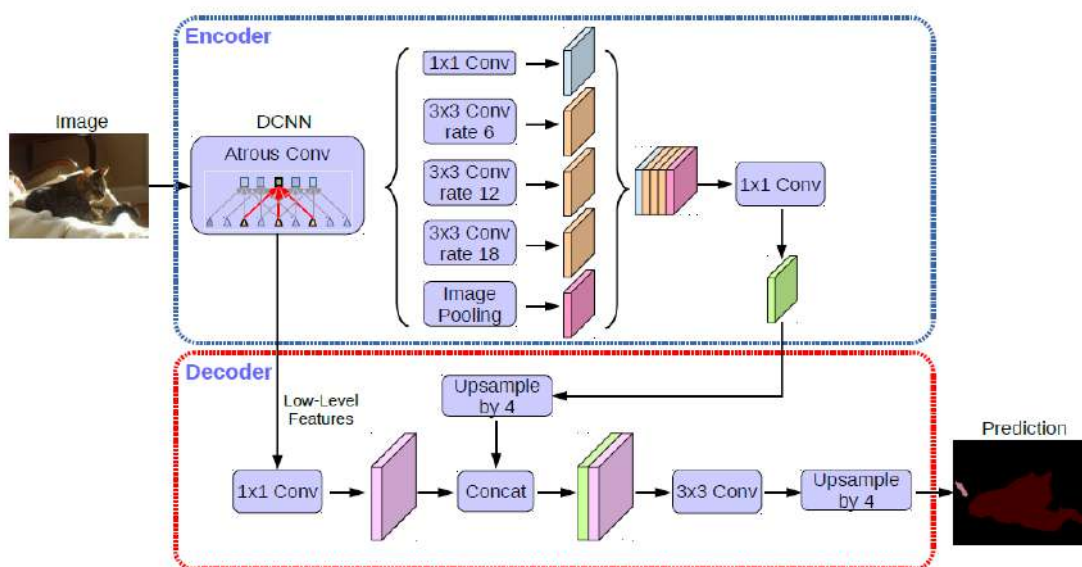 Encoder
Image
DCNN
Atrous Conv
1x1 Conv
3x3 Conv
rate 6
3x3 Conv
rate 12
3x3 Conv
rate 18
Image
Pooling
1x1 Conv
Decoder
Low-Level
Features
Upsample
by 4
1x1 Conv
Concat
3x3 Conv
Upsample
by 4
Prediction